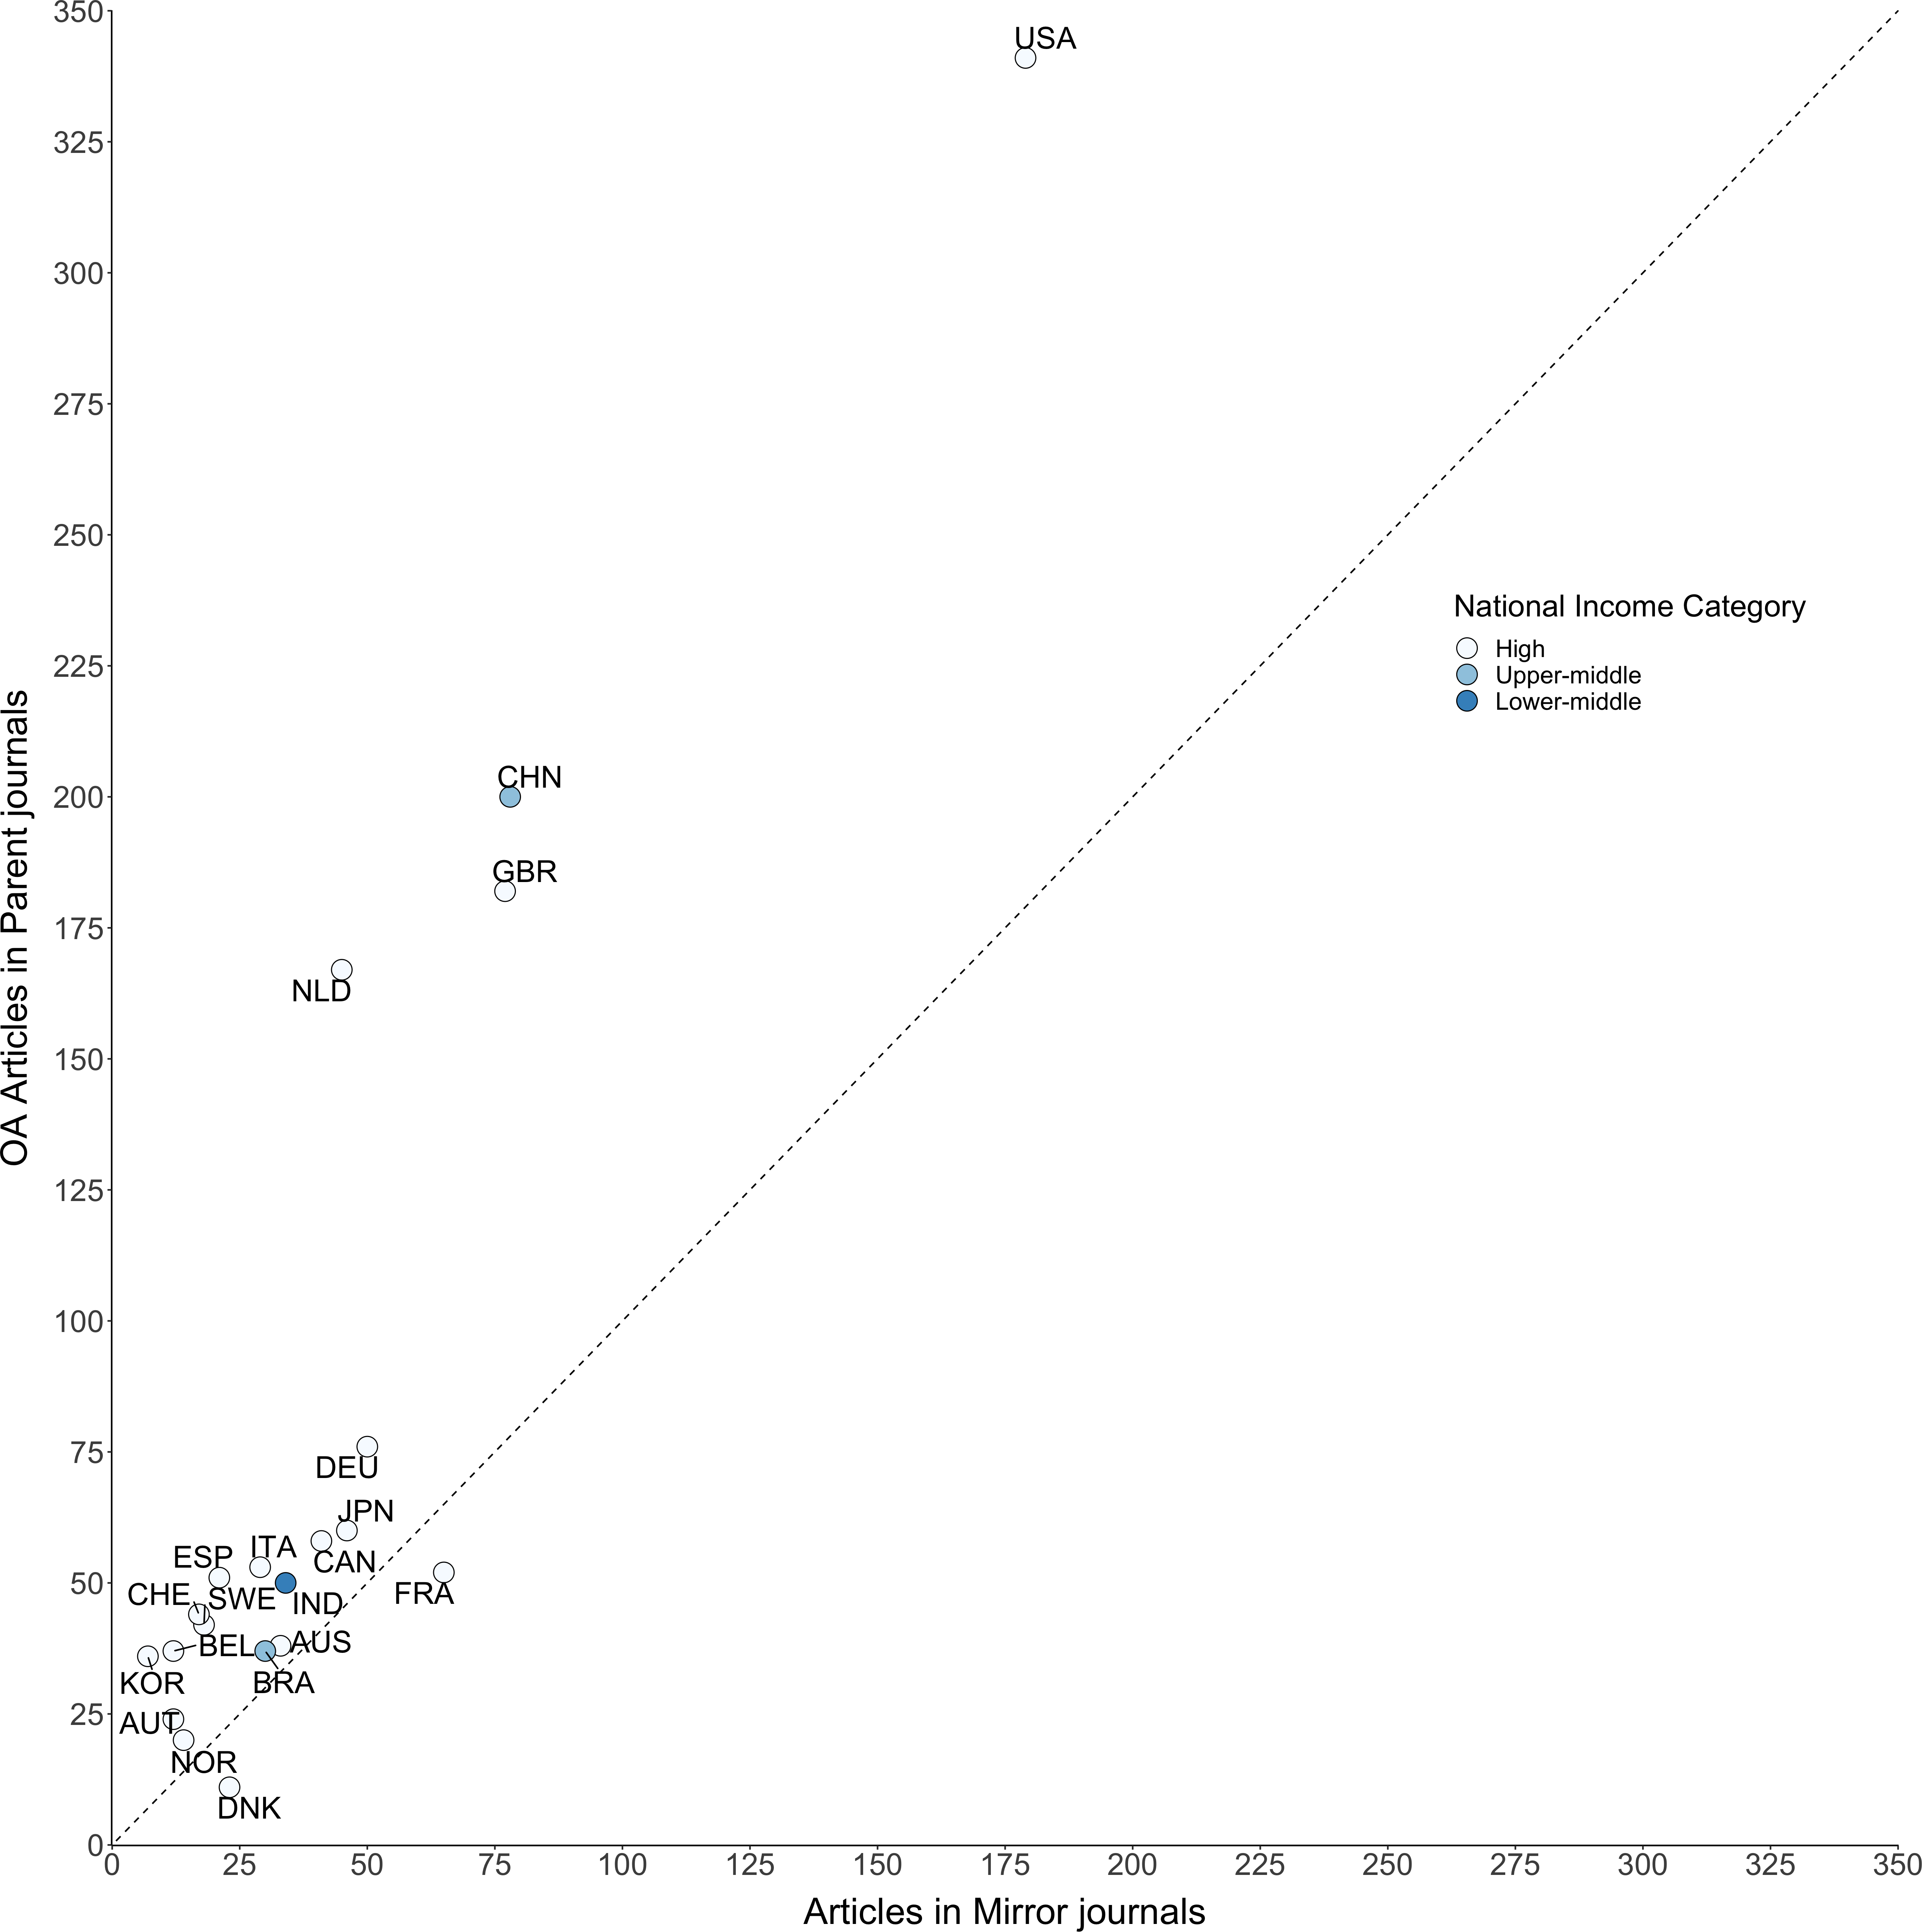 350
325
300
275
250
225
200
175
150
125
100
75
50
25
0
OA Articles in Parent journals
USA
National Income Category
High
Upper-middle
Lower-middle
CHN
GBR
NLD
DEU
JPN
ITA
ESP
CAN
CHE
SWE
IND
FRA
BEL
AUS
KOR
BRA
AUT
NOR
DNK
0 25 50 75 100 125 150 175 200 225 250 275 300 325 350
Articles in Mirror journals